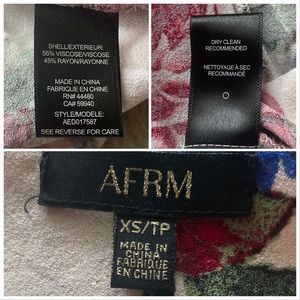 SHELL/EXTERIEUR:
55% VISCOSE/VISCOSE
45% RAYON/RAYONNE
MADE IN CHINA
FABRIQUE EN CHINE
RN# 44480
CA# 59940
STYLE/MODELE:
AED017587
SEE REVERSE FOR CARE
DRY CLEAN
RECOMMENDED
NETTOYAGE À SEC
RECOMMANDÉ
AFRM
XS/TP
MADE IN
CHINA
FABRIQUÉ
EN CHINE